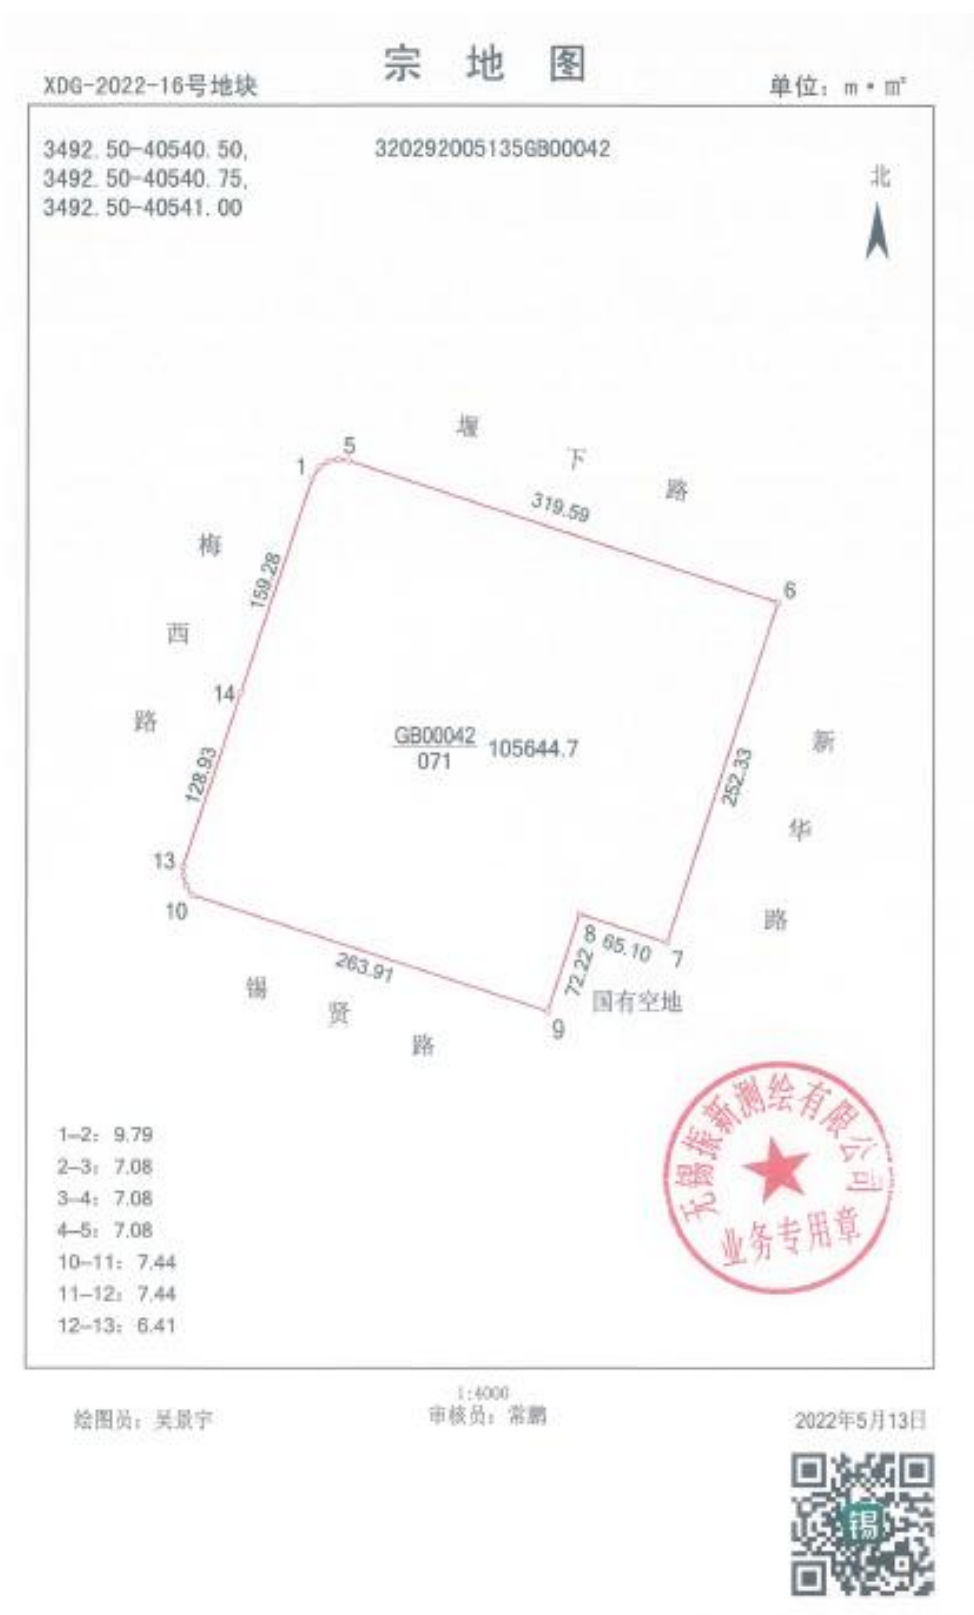 宗地图
XDG-2022-16号地块
单位：m·㎡
3492.50-40540.50,
320292005135GB00042
3492.50-40540.75,
3492.50-40541.00
北
堰下路
5
1
319.59
梅西路
159.28
6
14
GB00042
071
105644.7
新华路
252.33
128.93
13
10
8
65.10
7
72.22
263.91
国有空地
9
锡贤路
无锡振新测绘有限公司
业务专用章
1-2：9.79
2-3：7.08
3-4：7.08
4-5：7.08
10-11：7.44
11-12：7.44
12-13：6.41
1:4000
绘图员：吴景宇
审核员：常鹏
2022年5月13日
锡